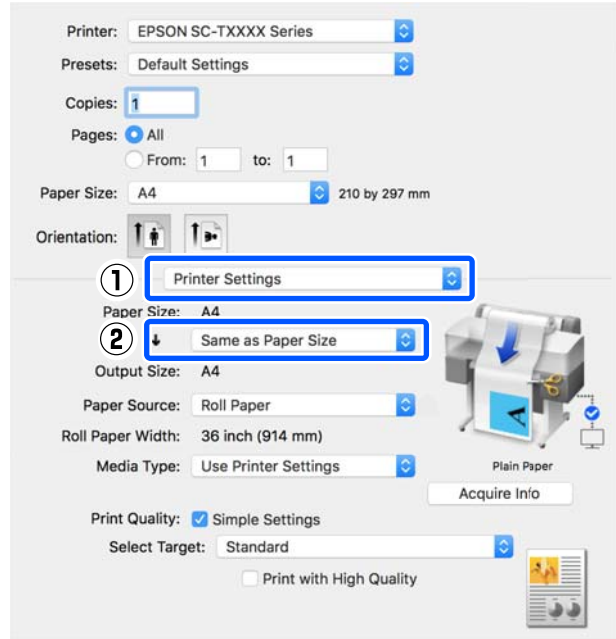 Printer: EPSON SC-TXXXX Series
Presets: Default Settings
Copies: 1
Pages: All
From: 1 to: 1
Paper Size: A4 210 by 297 mm
Orientation:
① Printer Settings
Paper Size: A4
② Same as Paper Size
Output Size: A4
Paper Source: Roll Paper
Roll Paper Width: 36 inch (914 mm)
Media Type: Use Printer Settings
Plain Paper
Acquire Info
Print Quality: Simple Settings
Select Target: Standard
Print with High Quality